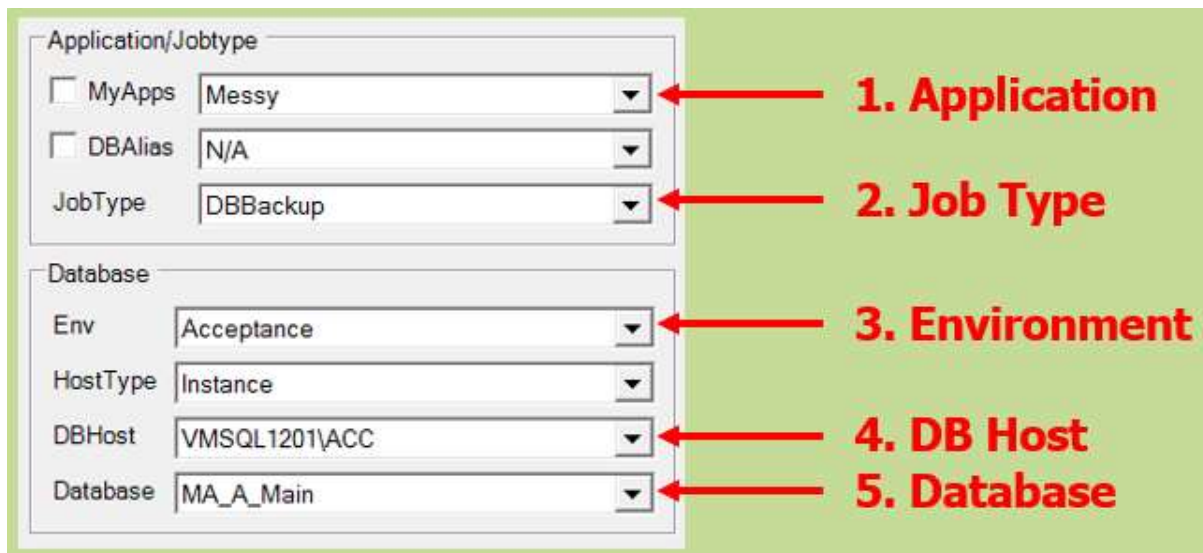 Application/Jobtype
MyApps Messy 1. Application
DBAlias N/A
JobType DBBackup 2. Job Type
Database
Env Acceptance 3. Environment
HostType Instance
DBHost VMSQL1201\ACC 4. DB Host
Database MA_A_Main 5. Database